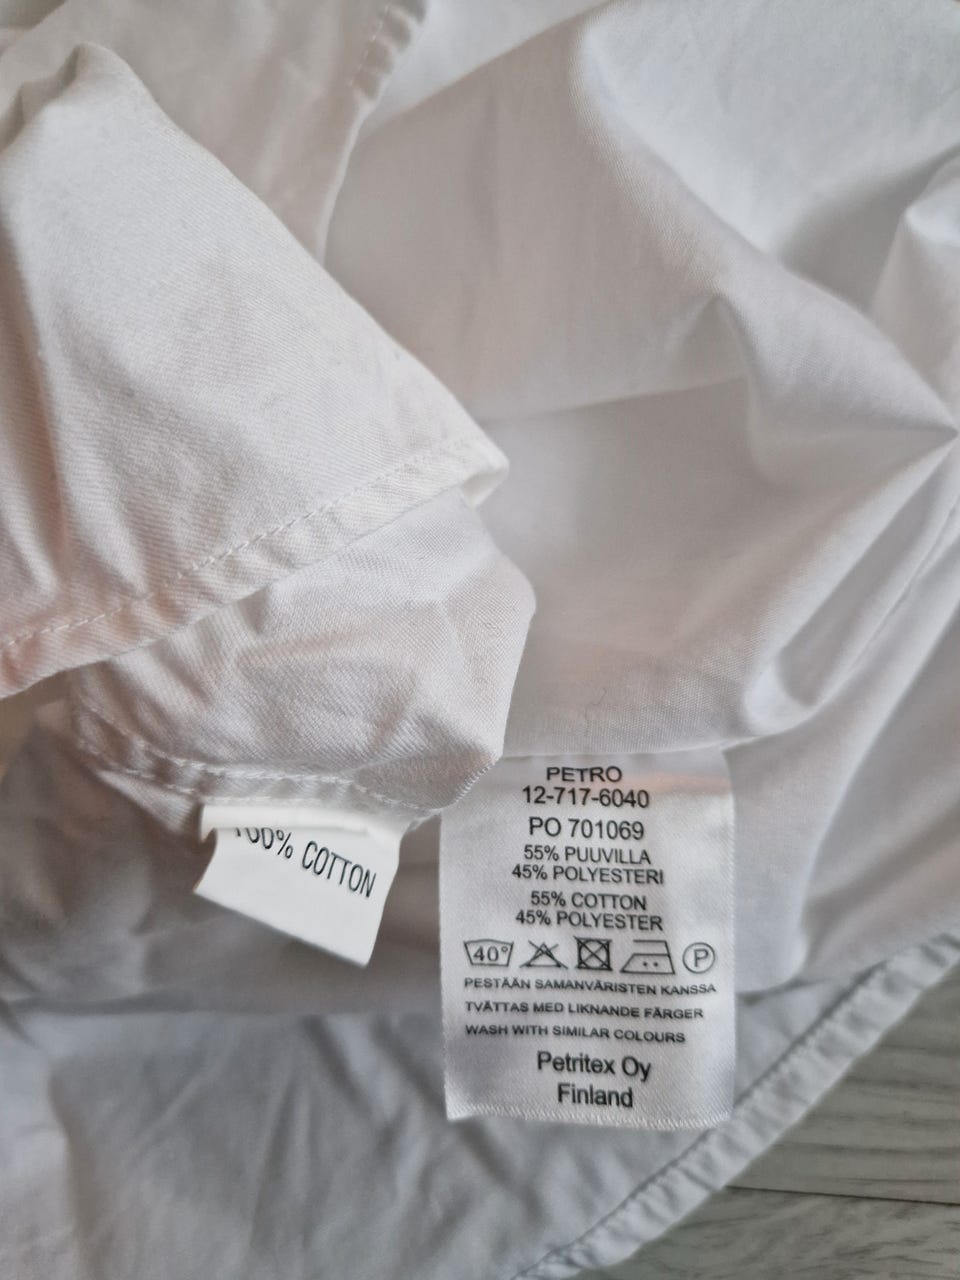 100% COTTON
PETRO
12-717-6040
PO 701069
55% PUUVILLA
45% POLYESTERI
55% COTTON
45% POLYESTER
40° P
PESTÄÄN SAMANVÄRISTEN KANSSA
TVÄTTAS MED LIKNANDE FÄRGER
WASH WITH SIMILAR COLOURS
Petritex Oy
Finland